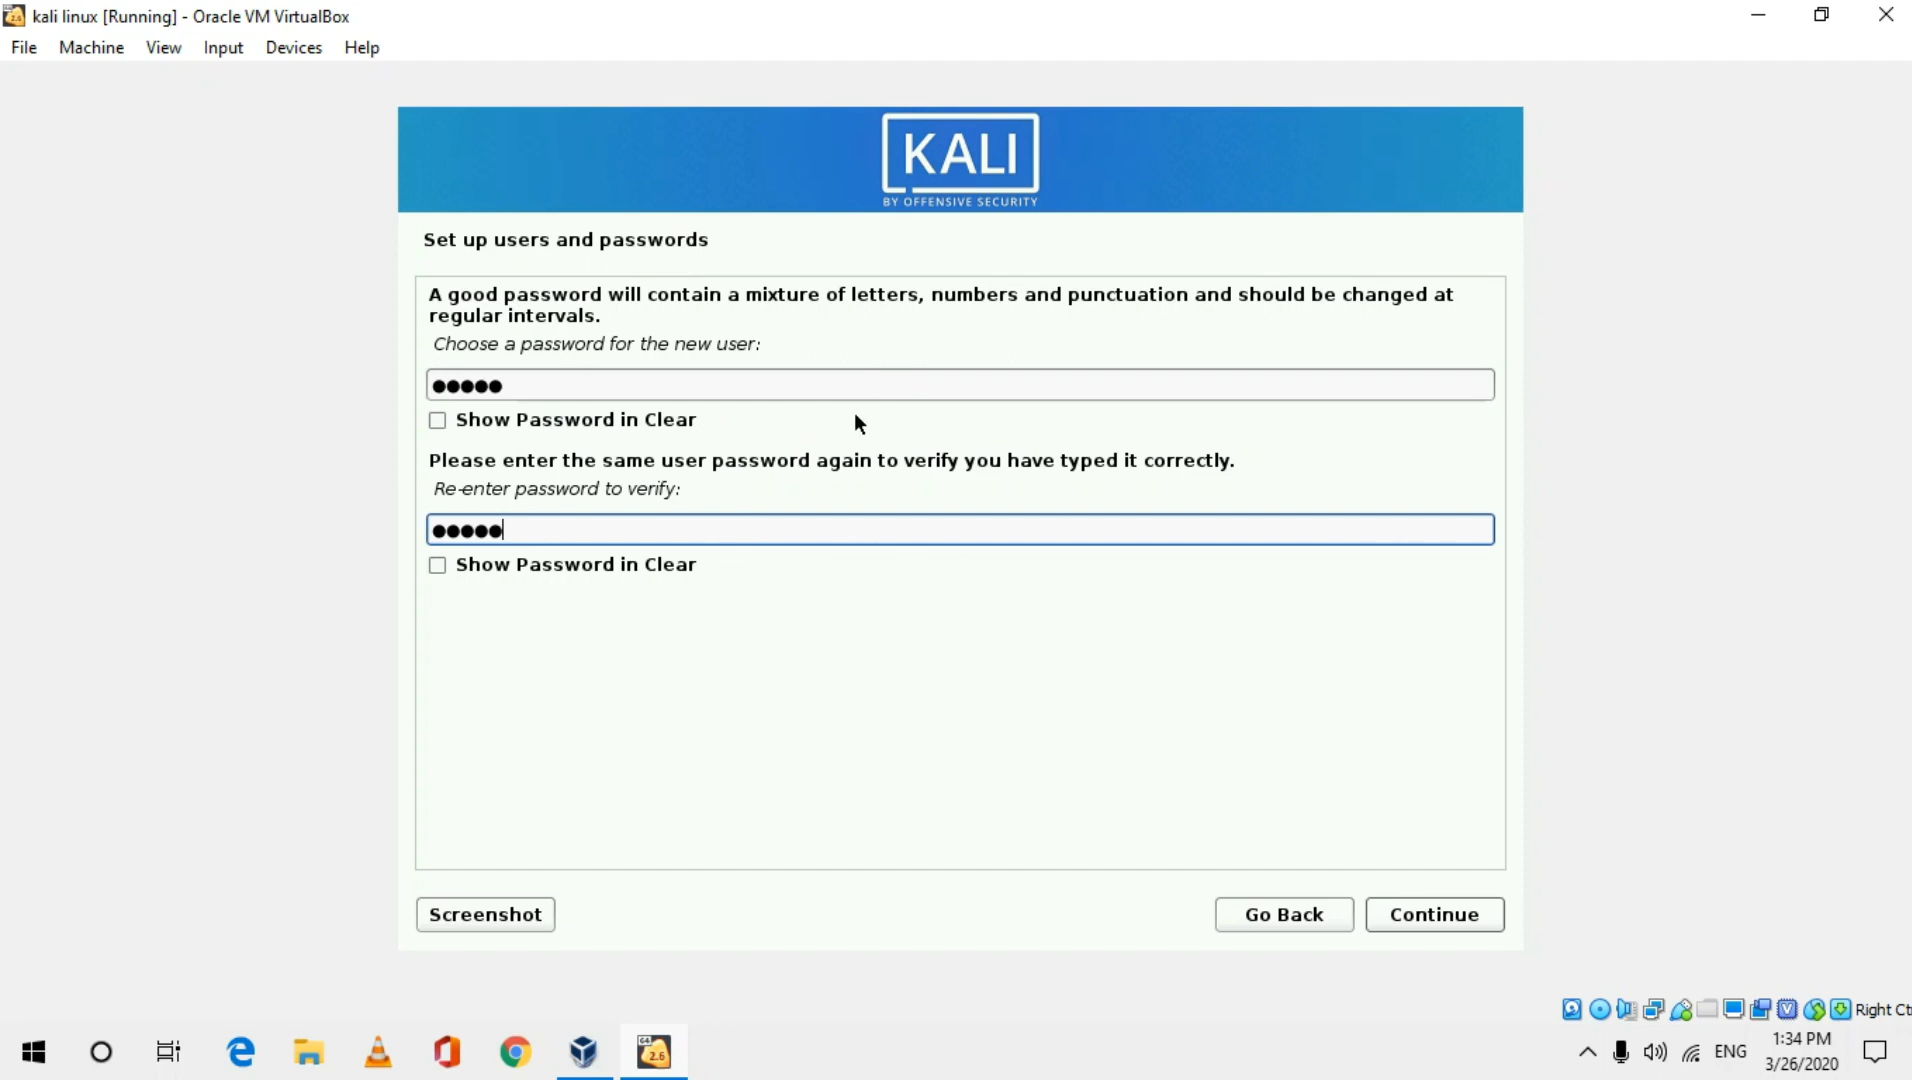 kali linux [Running] - Oracle VM VirtualBox
File Machine View Input Devices Help
KALI
BY OFFENSIVE SECURITY
Set up users and passwords
A good password will contain a mixture of letters, numbers and punctuation and should be changed at
regular intervals.
Choose a password for the new user:
●●●●●
Show Password in Clear
Please enter the same user password again to verify you have typed it correctly.
Re-enter password to verify:
●●●●●
Show Password in Clear
Screenshot Go Back Continue
Right Ct
64
2.6
ENG
1:34 PM
3/26/2020